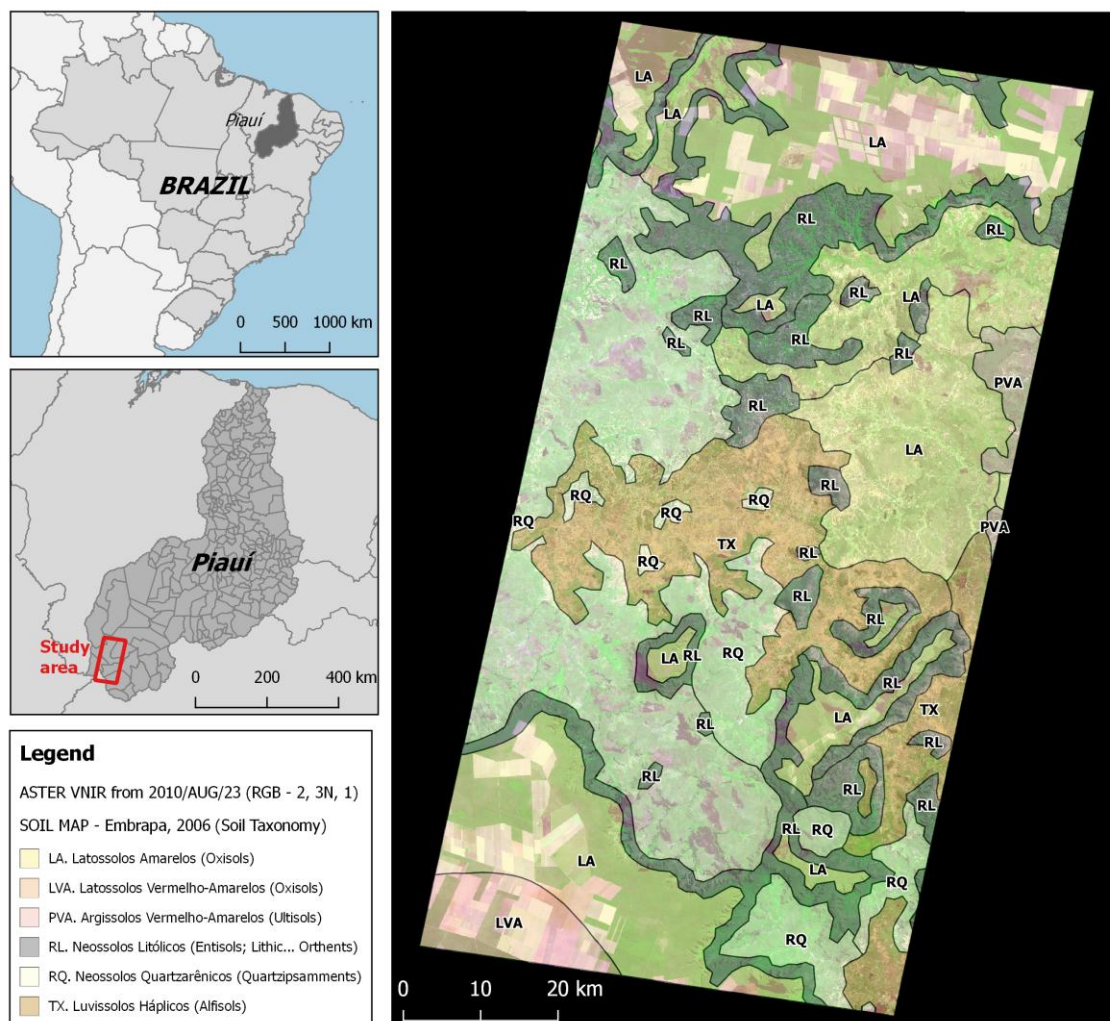 Piauí
BRAZIL
0 500 1000 km
Piauí
Study
area
0 200 400 km
Legend
ASTER VNIR from 2010/AUG/23 (RGB - 2, 3N, 1)
SOIL MAP - Embrapa, 2006 (Soil Taxonomy)
LA. Latossolos Amarelos (Oxisols)
LVA. Latossolos Vermelho-Amarelos (Oxisols)
PVA. Argissolos Vermelho-Amarelos (Ultisols)
RL. Neossolos Litólicos (Entisols; Lithic... Orthents)
RQ. Neossolos Quartzarênicos (Quartzipsamments)
TX. Luvissolos Háplicos (Alfisols)
LA
LA
LA
RL
RL
RL
RL
LA
LA
RL
RL
RL
RL
PVA
RL
LA
RL
RQ
RQ
RQ
RQ
PVA
TX
RL
RQ
RL
RL
RQ
RL
LA
RL
LA
TX
RL
RL
RL
RL
RL
RL
RQ
LA
LA
RQ
LVA
RQ
0 10 20 km